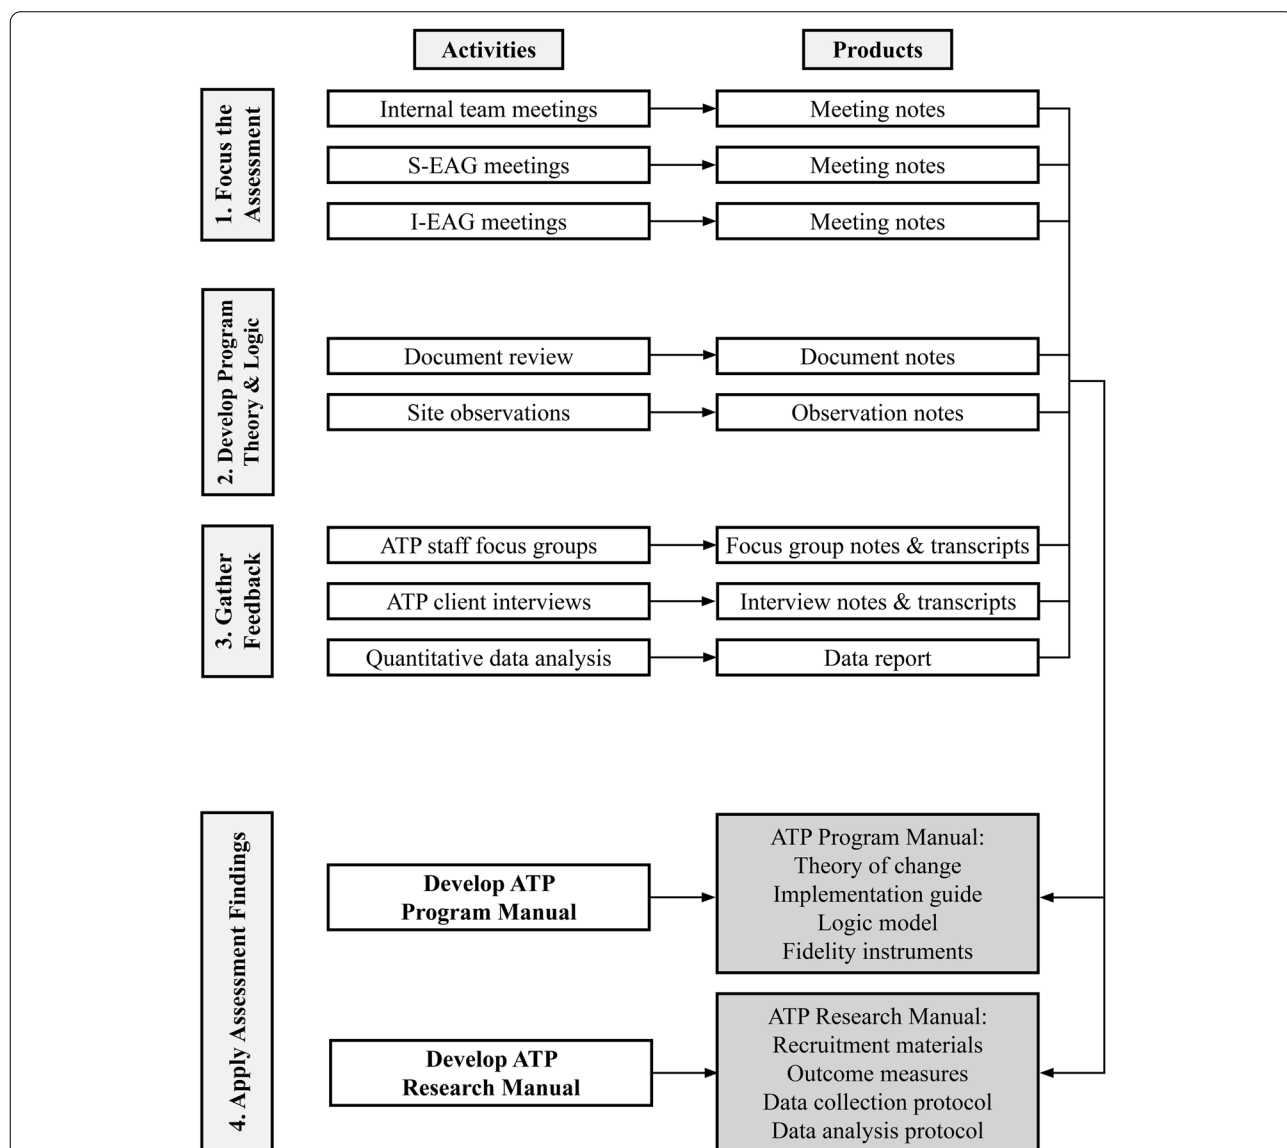 Activities
Products
1. Focus the
Assessment
Internal team meetings
Meeting notes
S-EAG meetings
Meeting notes
I-EAG meetings
Meeting notes
2. Develop Program
Theory & Logic
Document review
Document notes
Site observations
Observation notes
3. Gather
Feedback
ATP staff focus groups
Focus group notes & transcripts
ATP client interviews
Interview notes & transcripts
Quantitative data analysis
Data report
4. Apply Assessment Findings
Develop ATP
Program Manual
ATP Program Manual:
Theory of change
Implementation guide
Logic model
Fidelity instruments
Develop ATP
Research Manual
ATP Research Manual:
Recruitment materials
Outcome measures
Data collection protocol
Data analysis protocol